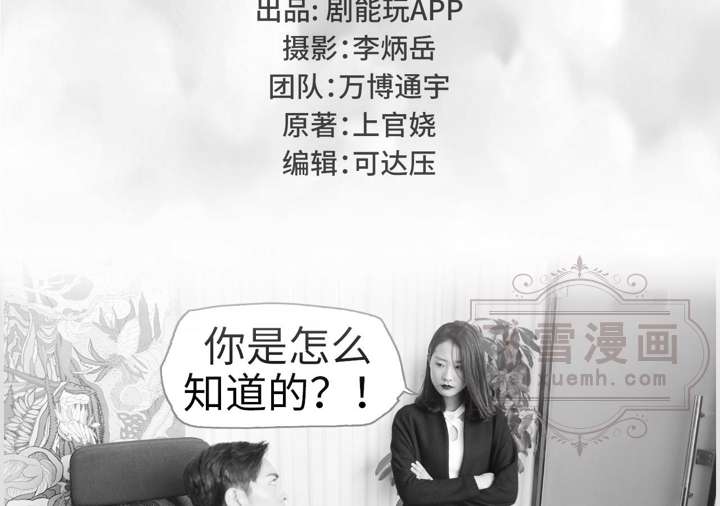 出品：剧能玩APP
摄影：李炳岳
团队：万博通宇
原著：上官娆
编辑：可达压
你是怎么
知道的？！
雪漫画
xuemh.com